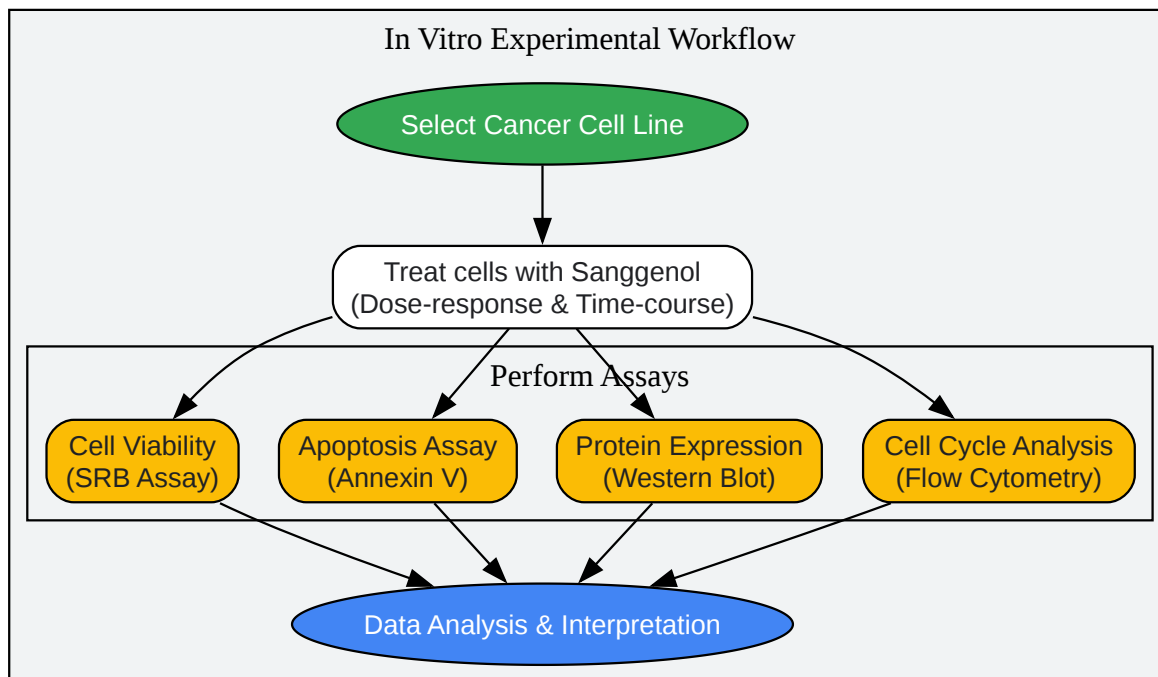 In Vitro Experimental Workflow
Select Cancer Cell Line
Treat cells with Sanggenol
(Dose-response & Time-course)
Perform Assays
Cell Viability
(SRB Assay)
Apoptosis Assay
(Annexin V)
Protein Expression
(Western Blot)
Cell Cycle Analysis
(Flow Cytometry)
Data Analysis & Interpretation